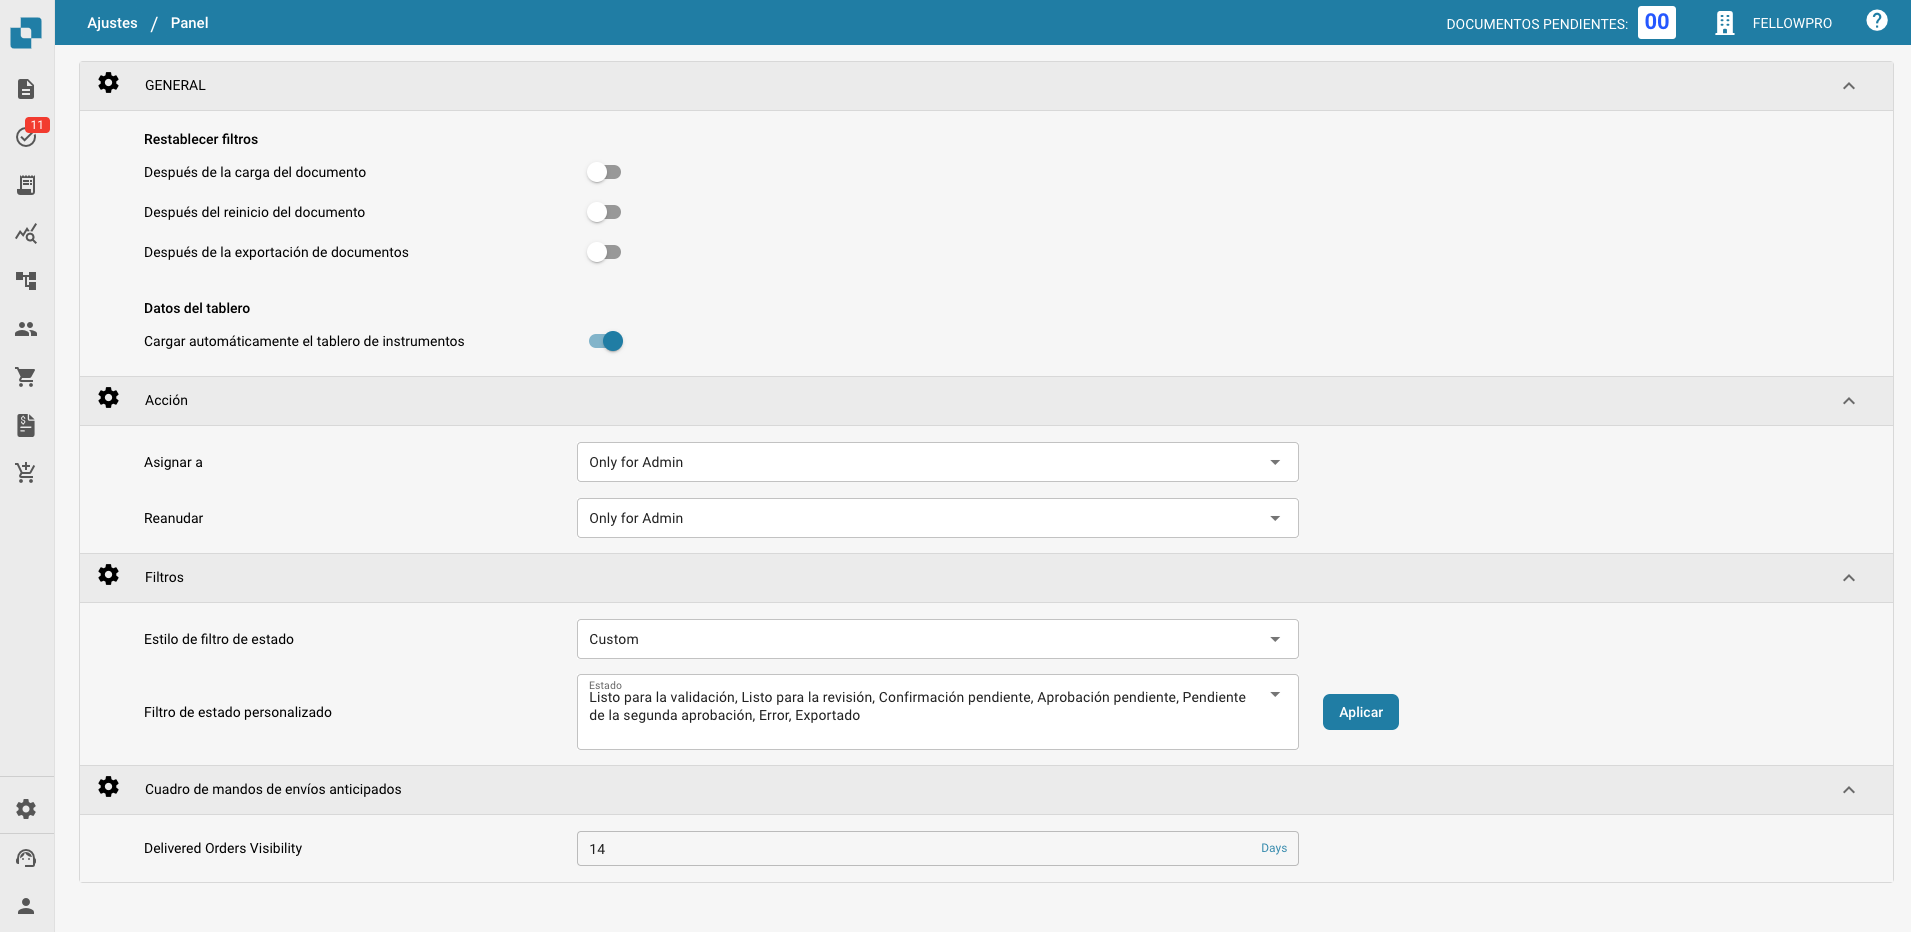 Ajustes / Panel
DOCUMENTOS PENDIENTES: 00
FELLOWPRO
11
GENERAL
Restablecer filtros
Después de la carga del documento
Después del reinicio del documento
Después de la exportación de documentos
Datos del tablero
Cargar automáticamente el tablero de instrumentos
Acción
Asignar a
Only for Admin
Reanudar
Only for Admin
Filtros
Estilo de filtro de estado
Custom
Filtro de estado personalizado
Estado
Listo para la validación, Listo para la revisión, Confirmación pendiente, Aprobación pendiente, Pendiente
de la segunda aprobación, Error, Exportado
Aplicar
Cuadro de mandos de envíos anticipados
Delivered Orders Visibility
14
Days